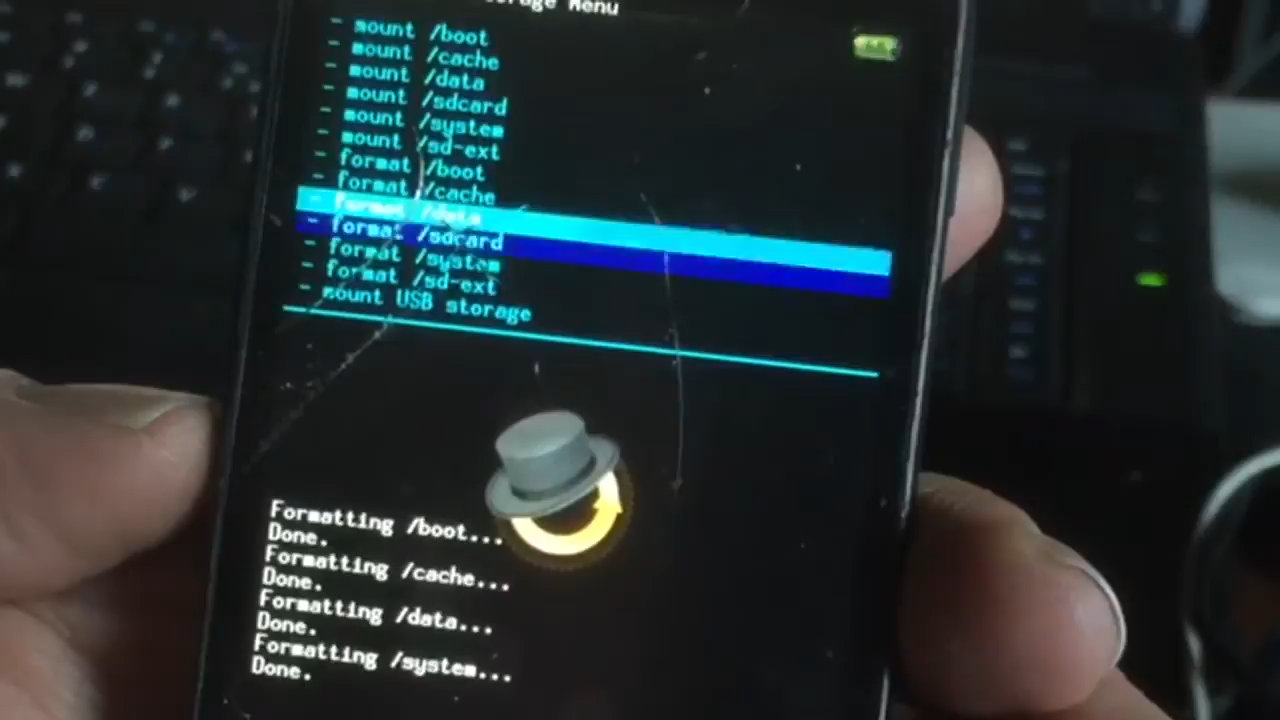 Menu
- mount /boot
- mount /cache
- mount /data
- mount /sdcard
- mount /system
- mount /sd-ext
- format /boot
- format /cache
- format /data
- format /sdcard
- format /system
- format /sd-ext
- mount USB storage
Formatting /boot...
Done.
Formatting /cache...
Done.
Formatting /data...
Done.
Formatting /system...
Done.